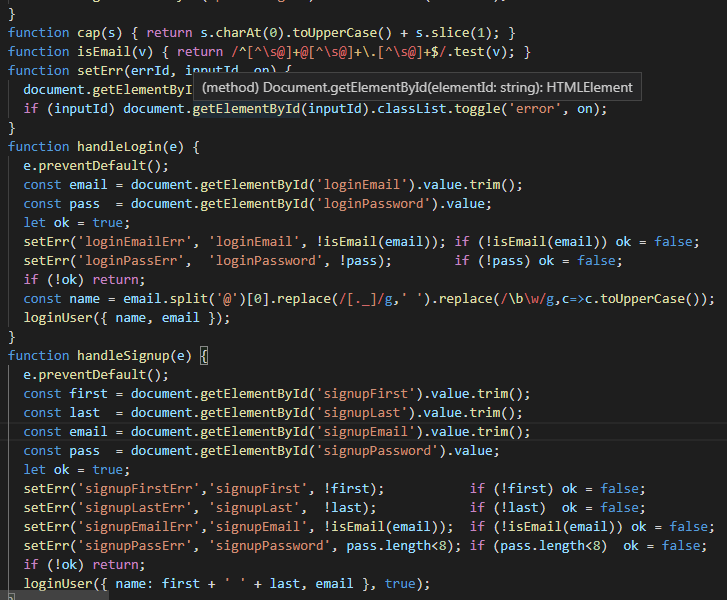 }
function cap(s) { return s.charAt(0).toUpperCase() + s.slice(1); }
function isEmail(v) { return /^[^\s@]+@[^\s@]+\.[^\s@]+$/.test(v); }
function setErr(errId, inputId, on) {
(method) Document.getElementById(elementId: string): HTMLElement
document.getElementByI
if (inputId) document.getElementById(inputId).classList.toggle('error', on);
}
function handleLogin(e) {
e.preventDefault();
const email = document.getElementById('loginEmail').value.trim();
const pass  = document.getElementById('loginPassword').value;
let ok = true;
setErr('loginEmailErr', 'loginEmail', !isEmail(email)); if (!isEmail(email)) ok = false;
setErr('loginPassErr',  'loginPassword', !pass);        if (!pass) ok = false;
if (!ok) return;
const name = email.split('@')[0].replace(/[._]/g,' ').replace(/\b\w/g,c=>c.toUpperCase());
loginUser({ name, email });
}
function handleSignup(e) {
e.preventDefault();
const first = document.getElementById('signupFirst').value.trim();
const last  = document.getElementById('signupLast').value.trim();
const email = document.getElementById('signupEmail').value.trim();
const pass  = document.getElementById('signupPassword').value;
let ok = true;
setErr('signupFirstErr','signupFirst', !first);           if (!first) ok = false;
setErr('signupLastErr', 'signupLast',  !last);            if (!last)  ok = false;
setErr('signupEmailErr','signupEmail', !isEmail(email));  if (!isEmail(email)) ok = false;
setErr('signupPassErr', 'signupPassword', pass.length<8); if (pass.length<8)  ok = false;
if (!ok) return;
loginUser({ name: first + ' ' + last, email }, true);